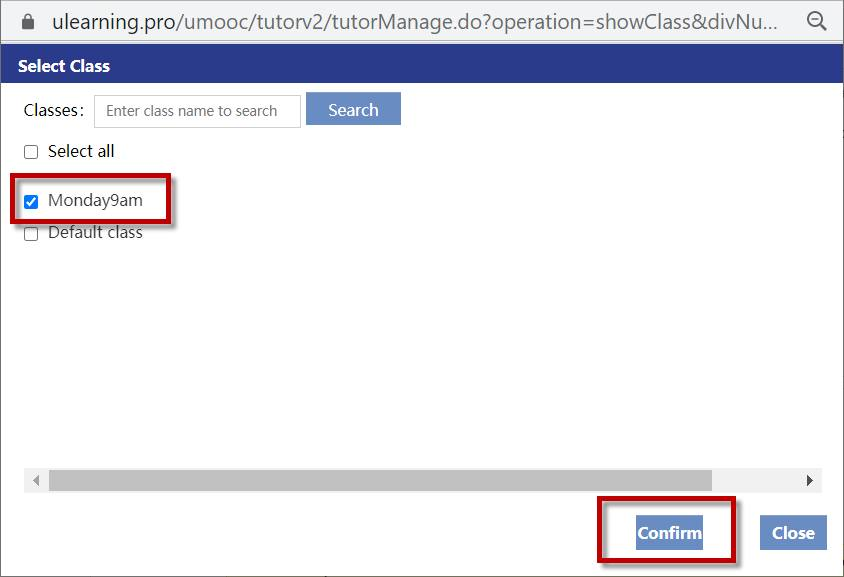 ulearning.pro/umooc/tutorv2/tutorManage.do?operation=showClass&divNu...
Select Class
Classes: Enter class name to search Search
Select all
Monday9am
Default class
Confirm Close